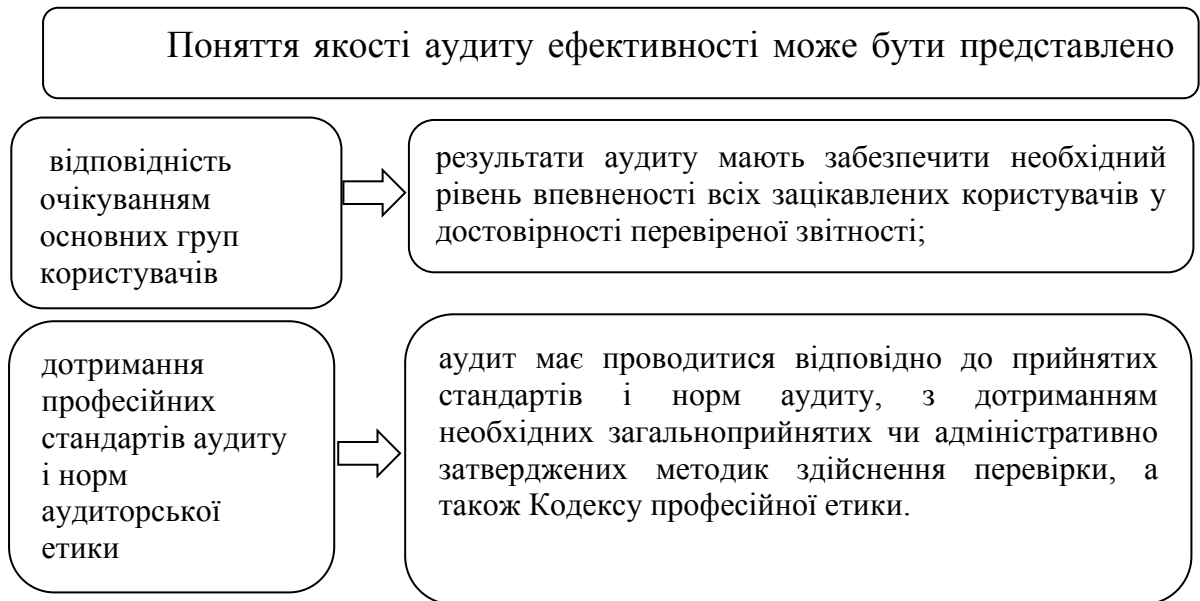 Поняття якості аудиту ефективності може бути представлено
відповідність
очікуванням
основних груп
користувачів
результати аудиту мають забезпечити необхідний
рівень впевненості всіх зацікавлених користувачів у
достовірності перевіреної звітності;
дотримання
професійних
стандартів аудиту
і норм
аудиторської
етики
аудит має проводитися відповідно до прийнятих
стандартів і норм аудиту, з дотриманням
необхідних загальноприйнятих чи адміністративно
затверджених методик здійснення перевірки, а
також Кодексу професійної етики.